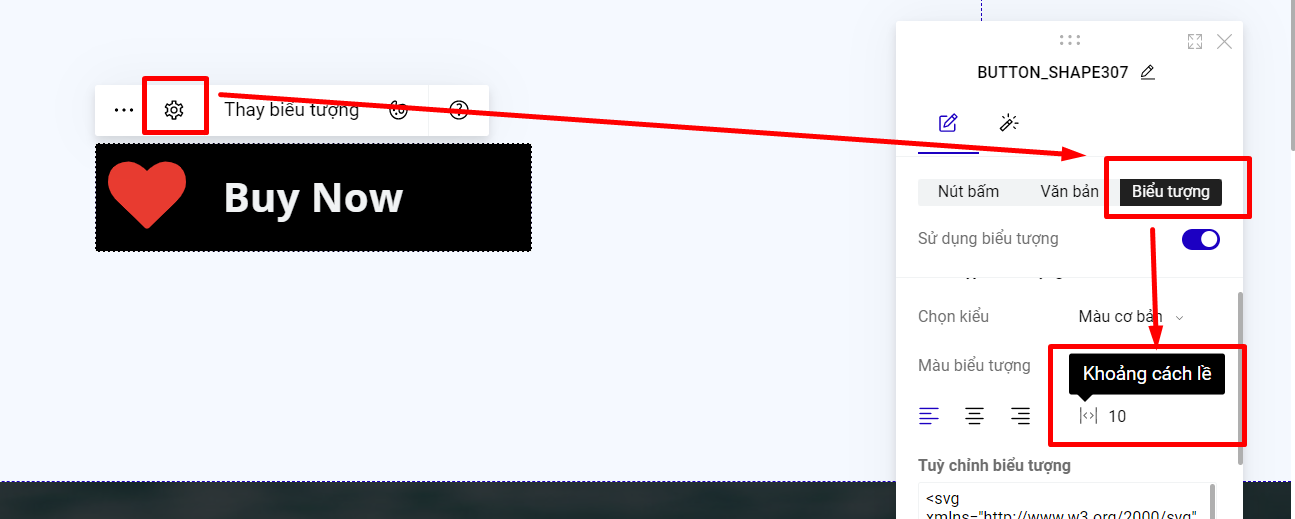 BUTTON_SHAPE307
Thay biểu tượng
Buy Now
Nút bấm Văn bản Biểu tượng
Sử dụng biểu tượng
Chọn kiểu Màu cơ bản
Màu biểu tượng
Khoảng cách lề
10
Tuỳ chỉnh biểu tượng
<svg
xmlns="http://www.w3.org/2000/svg"